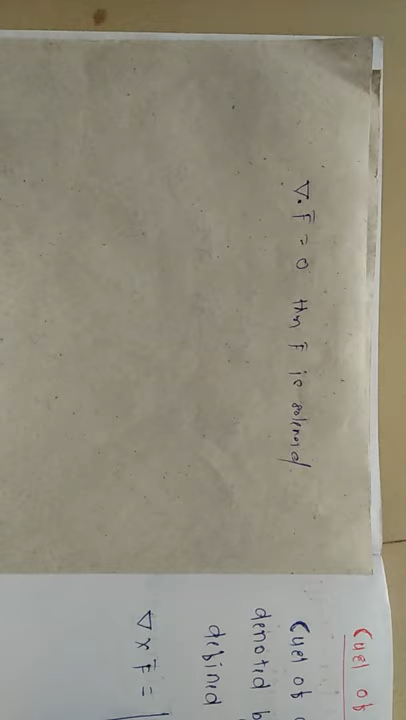 ∇. F̄ = 0 then F̄ is solenoid
Curl of
Curl of
denoted b
defined
∇ × F̄ =